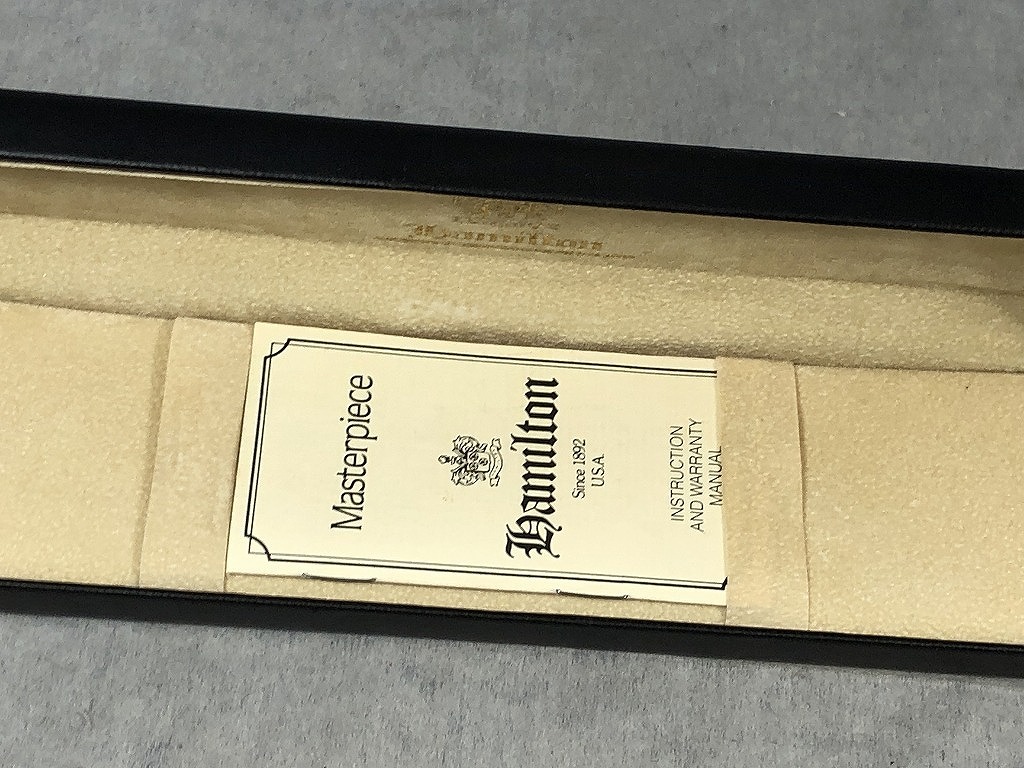 Masterpiece
Hamilton
Since 1892
U.S.A.
INSTRUCTION
AND WARRANTY
MANUAL